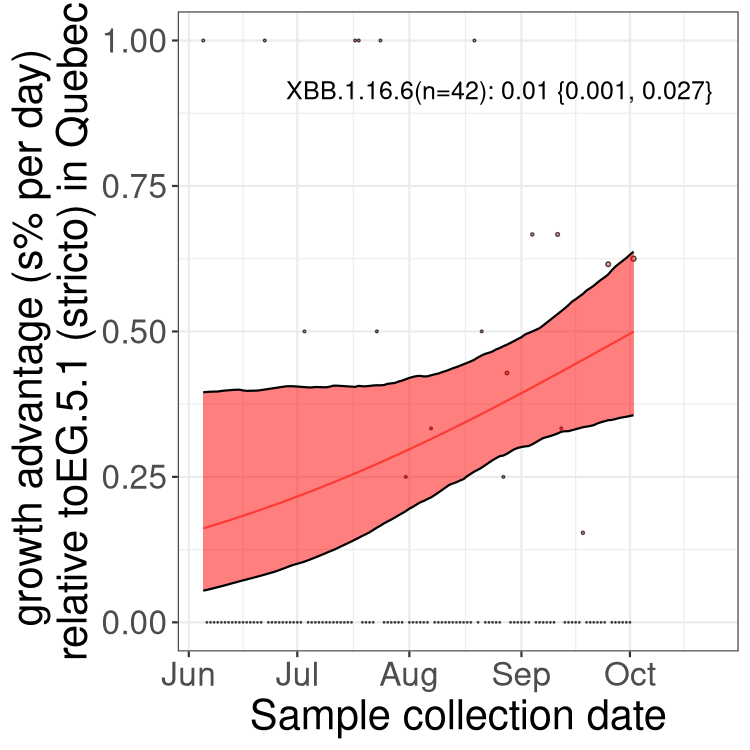 growth advantage (s% per day)
relative toEG.5.1 (stricto) in Quebec
1.00
0.75
0.50
0.25
0.00
XBB.1.16.6(n=42): 0.01 {0.001, 0.027}
Jun Jul Aug Sep Oct
Sample collection date